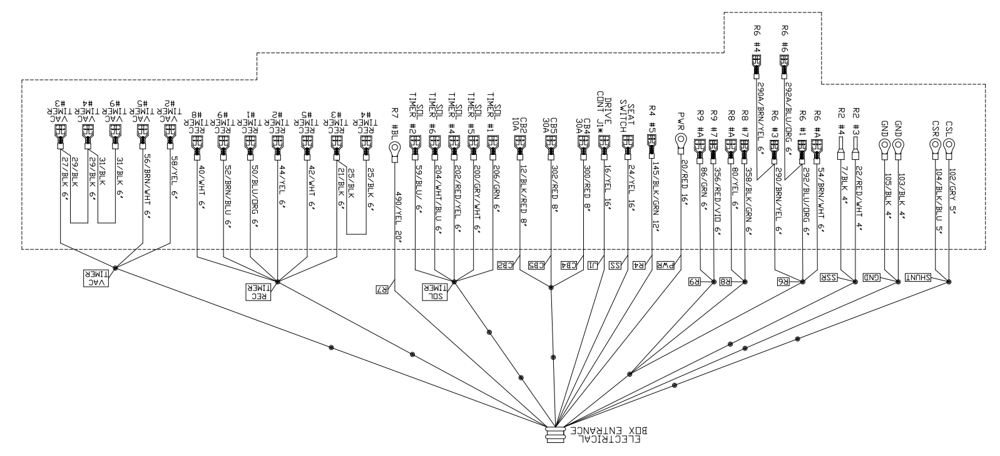 R6 #4
R6 #6
290A/BRN/YEL 6"
292A/BLU/ORG 6"
VAC
TIMER
#3
VAC
TIMER
#4
VAC
TIMER
#9
VAC
TIMER
#5
VAC
TIMER
#2
REC
TIMER
#8
REC
TIMER
#9
REC
TIMER
#1
REC
TIMER
#2
REC
TIMER
#5
REC
TIMER
#3
REC
TIMER
#4
R7 #BL
SOL
TIMER #2
SOL
TIMER #6
SOL
TIMER #4
SOL
TIMER #5
SOL
TIMER #1
CB2
10A
CB5
30A
CB4
30A
DRIVE
CONT J1*
SEAT
SWITCH
R4 #5
PWR
R9 #A
R9 #7
R8 #A
R8 #7
R6 #3
R6 #1
R6 #A
R2 #4
R2 #3
GND
GND
CSR
CSL
27/BLK 6"
29/BLK
29/BLK 6"
31/BLK
31/BLK 6"
56/BRN/WHT 6"
58/YEL 6"
40/WHT 6"
52/BRN/BLU 6"
50/BLU/ORG 6"
44/YEL 6"
42/WHT 6"
21/BLK 6"
25/BLK
25/BLK 6"
490/YEL 20"
59/BLU/ 6"
204/WHT/BLU 6"
202/RED/YEL 6"
200/GRY/WHT 6"
206/GRN 6"
12/BLK/RED 8"
302/RED 8"
300/RED 8"
16/YEL 16"
24/YEL 16"
145/BLK/GRN 12"
20/RED 16"
86/GRN 6"
356/RED/VIO 6"
80/YEL 6"
358/BLK/GRN 6"
290/BRN/YEL 6"
292/BLU/ORG 6"
54/BRN/WHT 6"
7/BLK 4"
22/RED/WHT 4"
105/BLK 4"
103/BLK 4"
104/BLK/BLU 5"
102/GRY 5"
VAC
TIMER
REC
TIMER
R7
SOL
TIMER
CB2
CB5
CB4
J1
SS
R4
PWR
R9
R8
R6
SSR
GND
SHUNT
ELECTRICAL
BOX ENTRANCE